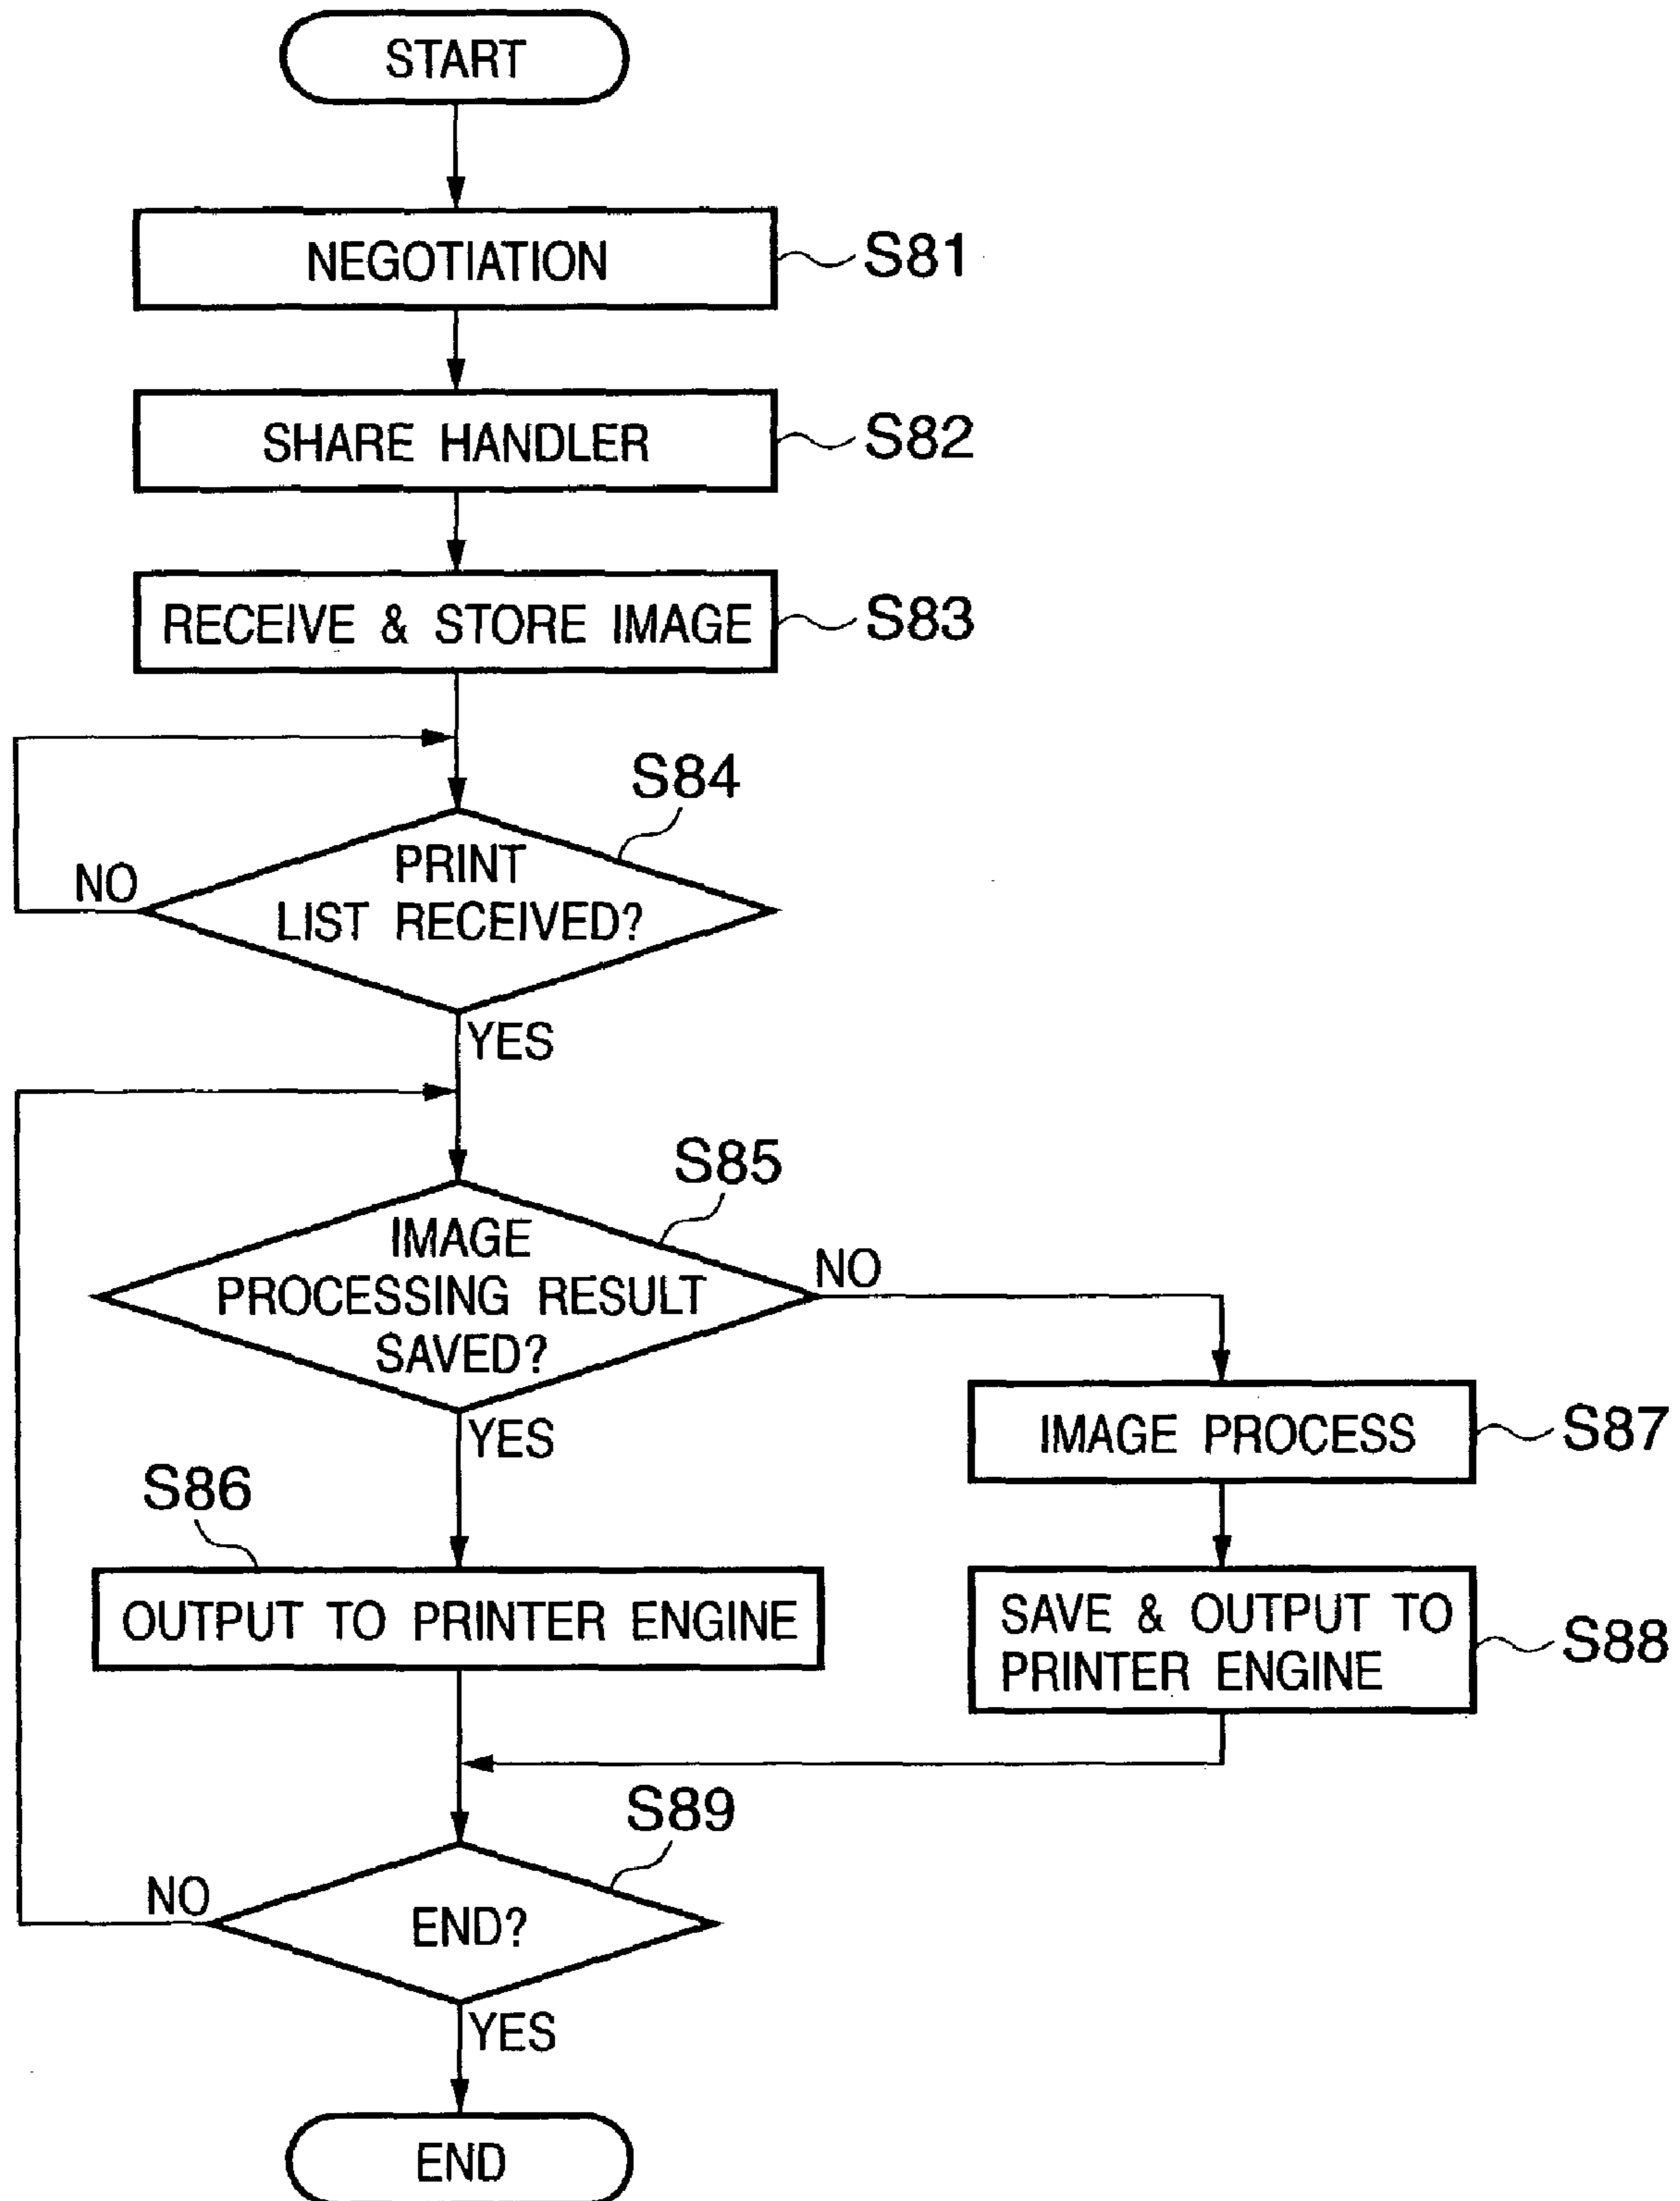 START
NEGOTIATION
S81
SHARE HANDLER
S82
RECEIVE & STORE IMAGE
S83
S84
PRINT
LIST RECEIVED?
NO
YES
S85
IMAGE
PROCESSING RESULT
SAVED?
NO
YES
IMAGE PROCESS
S87
S86
OUTPUT TO PRINTER ENGINE
SAVE & OUTPUT TO
PRINTER ENGINE
S88
S89
END?
NO
YES
END